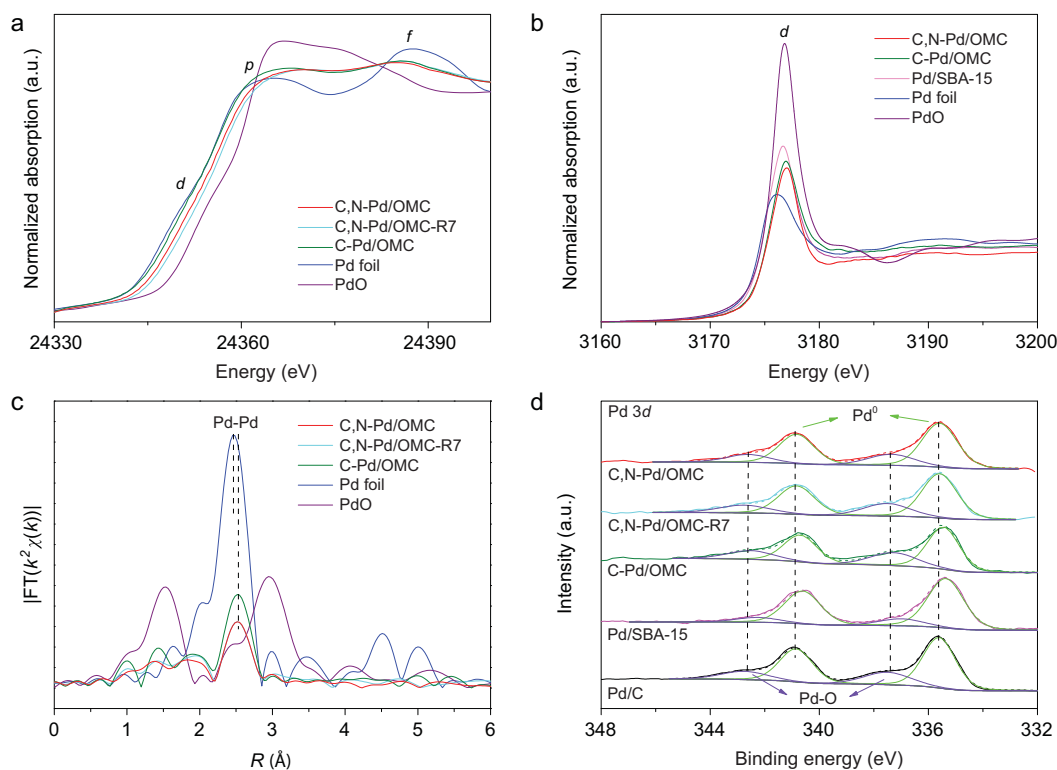 a
d
p
f
C,N-Pd/OMC
C,N-Pd/OMC-R7
C-Pd/OMC
Pd foil
PdO
Normalized absorption (a.u.)
24330 24360 24390
Energy (eV)
b
d
C,N-Pd/OMC
C-Pd/OMC
Pd/SBA-15
Pd foil
PdO
Normalized absorption (a.u.)
3160 3170 3180 3190 3200
Energy (eV)
c
Pd-Pd
C,N-Pd/OMC
C,N-Pd/OMC-R7
C-Pd/OMC
Pd foil
PdO
|FT(k²χ(k))|
0 1 2 3 4 5 6
R (Å)
d
Pd 3d
Pd⁰
C,N-Pd/OMC
C,N-Pd/OMC-R7
C-Pd/OMC
Pd/SBA-15
Pd/C
Pd-O
Intensity (a.u.)
348 344 340 336 332
Binding energy (eV)